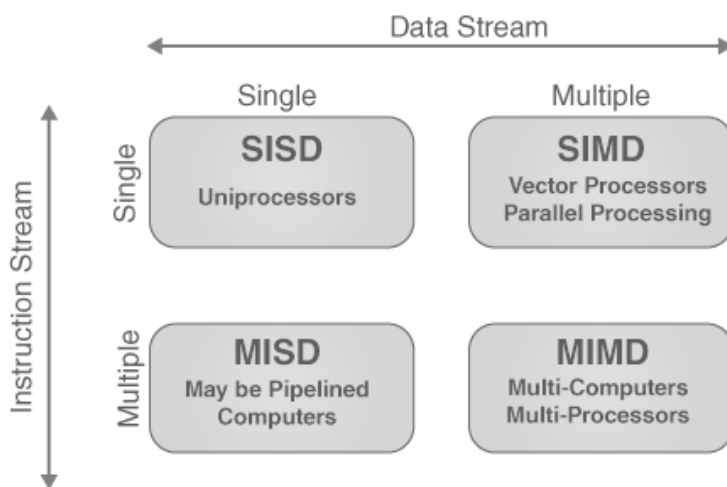 Data Stream
Single
Multiple
Instruction Stream
Single
SISD
Uniprocessors
SIMD
Vector Processors
Parallel Processing
Multiple
MISD
May be Pipelined
Computers
MIMD
Multi-Computers
Multi-Processors